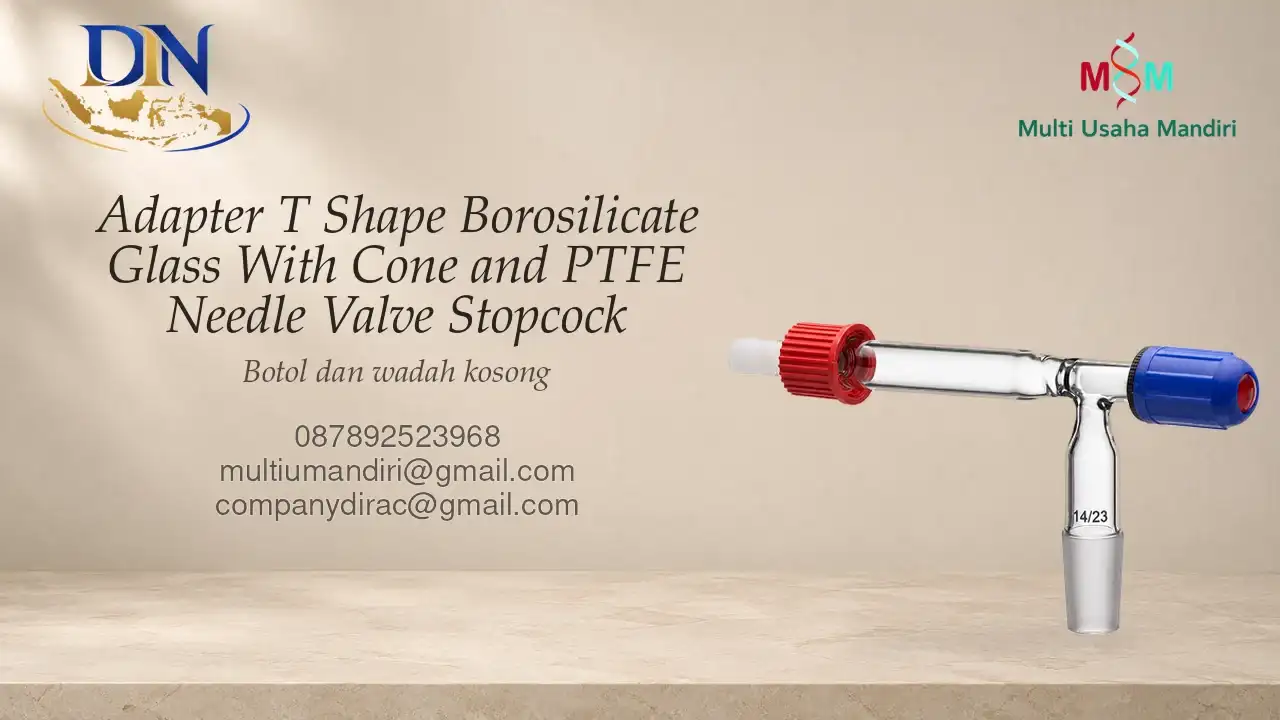 DN
M M
Multi Usaha Mandiri
Adapter T Shape Borosilicate
Glass With Cone and PTFE
Needle Valve Stopcock
Botol dan wadah kosong
087892523968
multiumandiri@gmail.com
companydirac@gmail.com
14/23